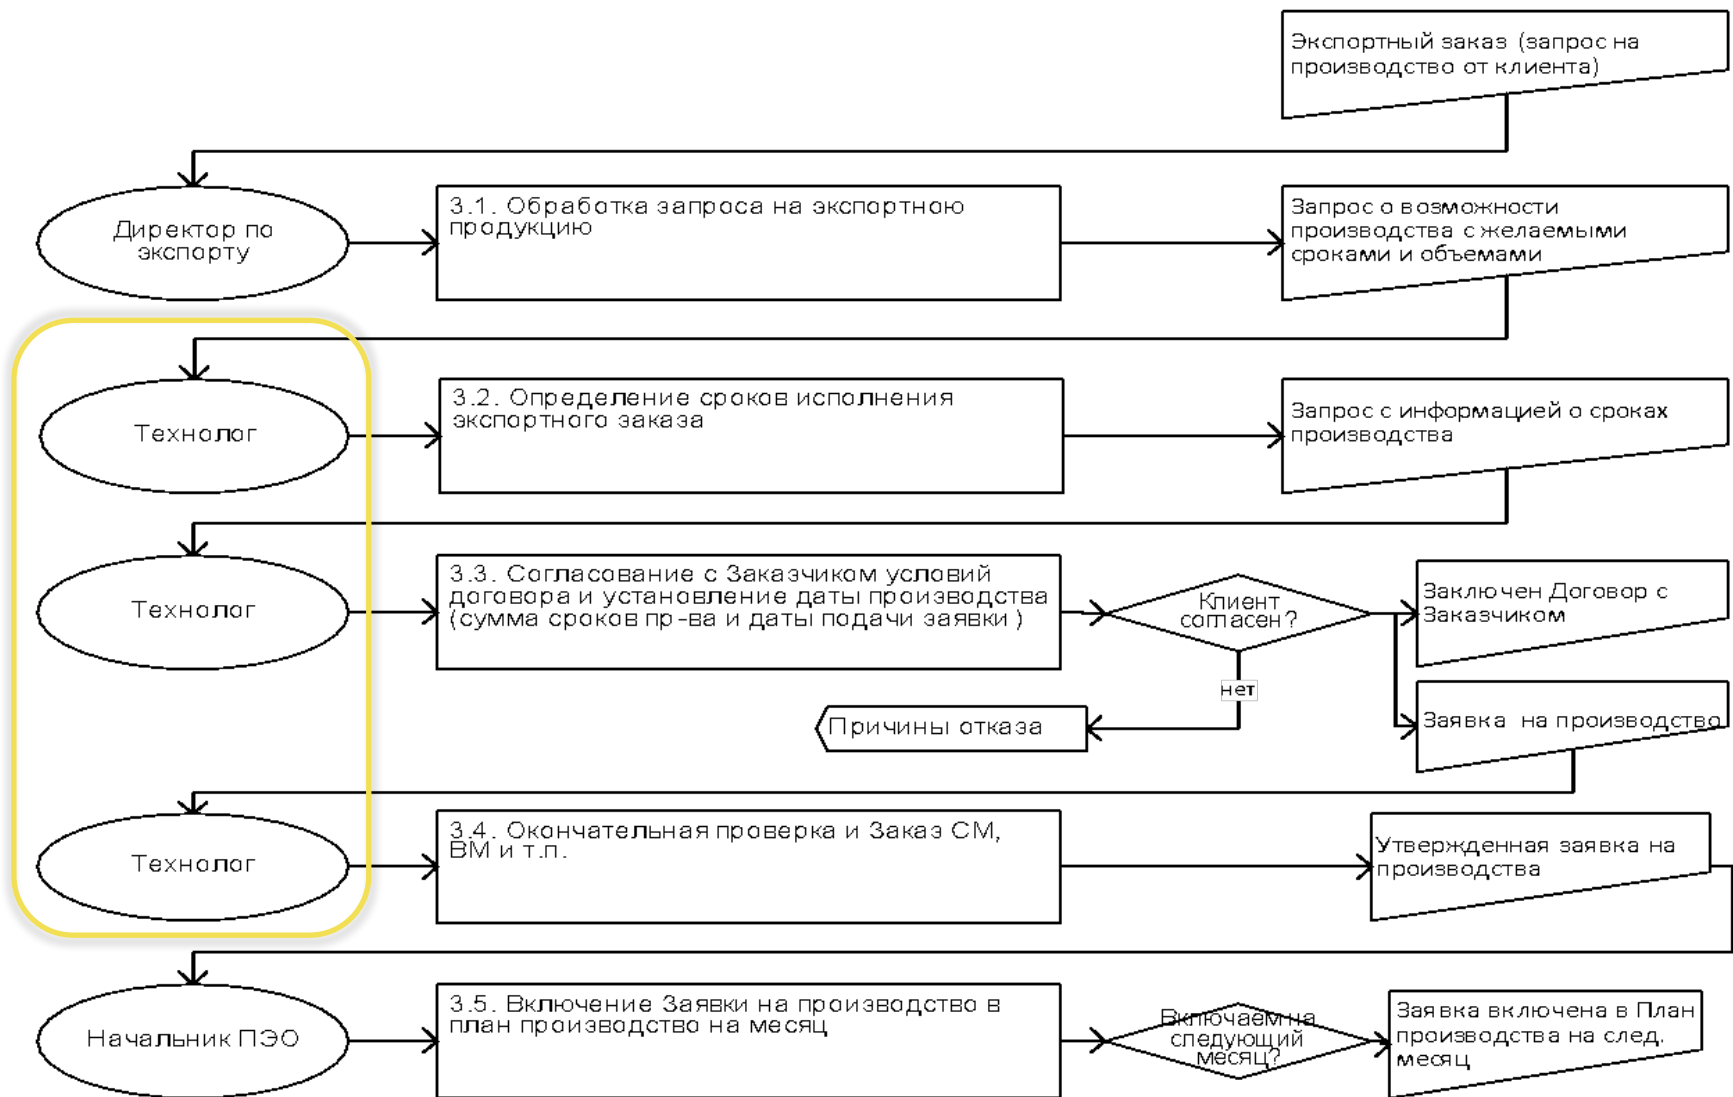 Экспортный заказ (запрос на
производство от клиента)
Директор по
экспорту
3.1. Обработка запроса на экспортною
продукцию
Запрос о возможности
производства с желаемыми
сроками и объемами
Технолог
3.2. Определение сроков исполнения
экспортного заказа
Запрос с информацией о сроках
производства
Технолог
3.3. Согласование с Заказчиком условий
договора и установление даты производства
(сумма сроков пр-ва и даты подачи заявки )
Клиент
согласен?
Заключен Договор с
Заказчиком
нет
Причины отказа
Заявка на производство
Технолог
3.4. Окончательная проверка и Заказ СМ,
ВМ и т.п.
Утвержденная заявка на
производства
Начальник ПЭО
3.5. Включение Заявки на производство в
план производство на месяц
Включаем на
следующий
месяц?
Заявка включена в План
производства на след.
месяц